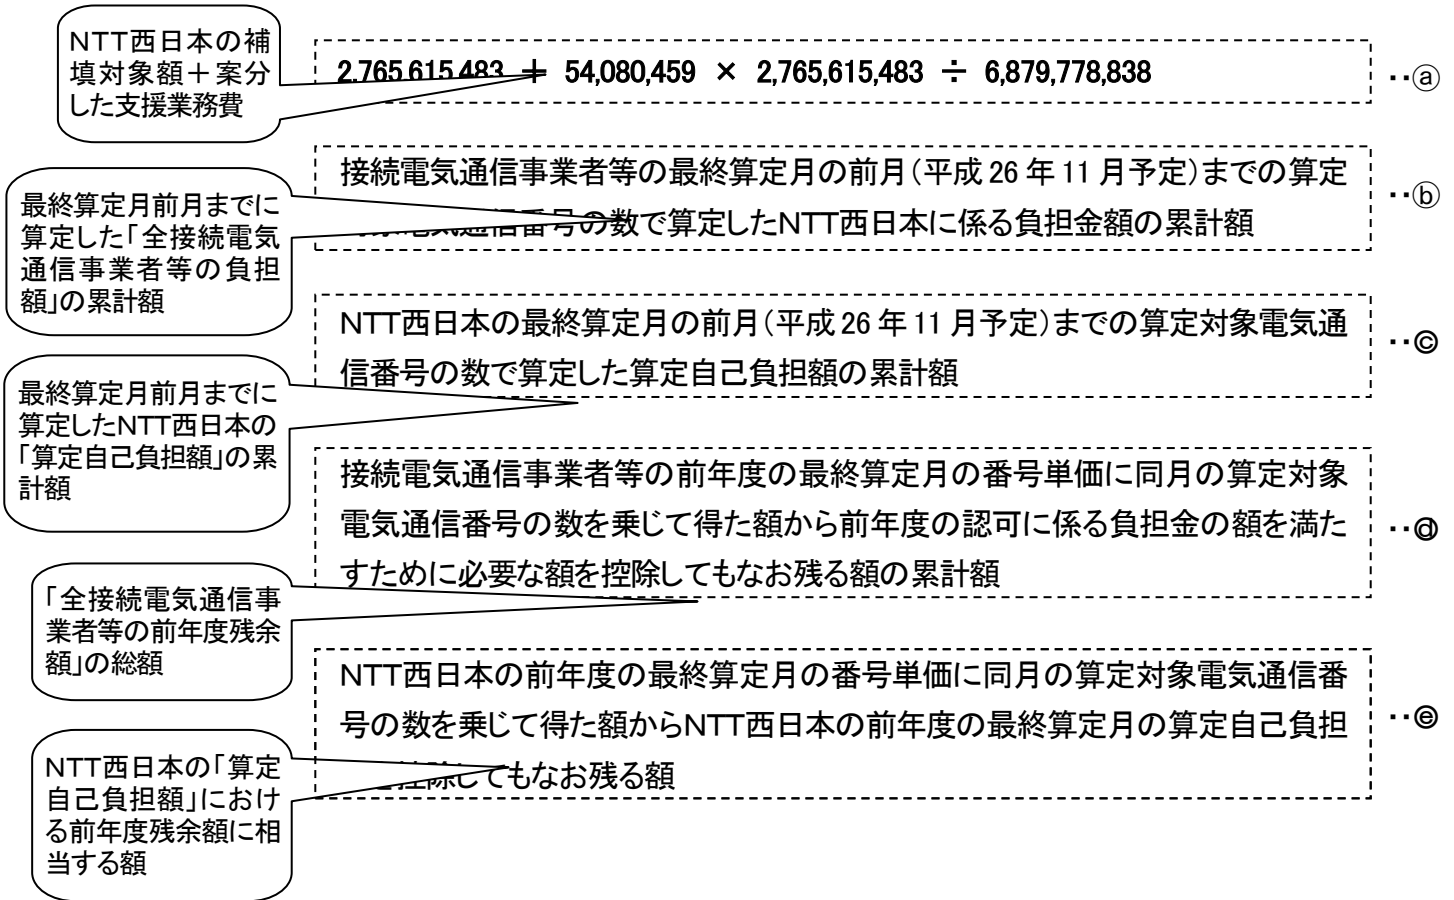 NTT西日本の補
填対象額＋案分
した支援業務費
2,765,615,483 ＋ 54,080,459 × 2,765,615,483 ÷ 6,879,778,838
‥ⓐ
接続電気通信事業者等の最終算定月の前月（平成 26 年 11 月予定）までの算定
電気通信番号の数で算定したNTT西日本に係る負担金額の累計額
‥ⓑ
最終算定月前月までに
算定した「全接続電気
通信事業者等の負担
額」の累計額
NTT西日本の最終算定月の前月（平成 26 年 11 月予定）までの算定対象電気通
信番号の数で算定した算定自己負担額の累計額
‥ⓒ
最終算定月前月までに
算定したNTT西日本の
「算定自己負担額」の累
計額
接続電気通信事業者等の前年度の最終算定月の番号単価に同月の算定対象
電気通信番号の数を乗じて得た額から前年度の認可に係る負担金の額を満た
すために必要な額を控除してもなお残る額の累計額
‥ⓓ
「全接続電気通信事
業者等の前年度残余
額」の総額
NTT西日本の前年度の最終算定月の番号単価に同月の算定対象電気通信番
号の数を乗じて得た額からNTT西日本の前年度の最終算定月の算定自己負担
控除してもなお残る額
‥ⓔ
NTT西日本の「算定
自己負担額」におけ
る前年度残余額に相
当する額